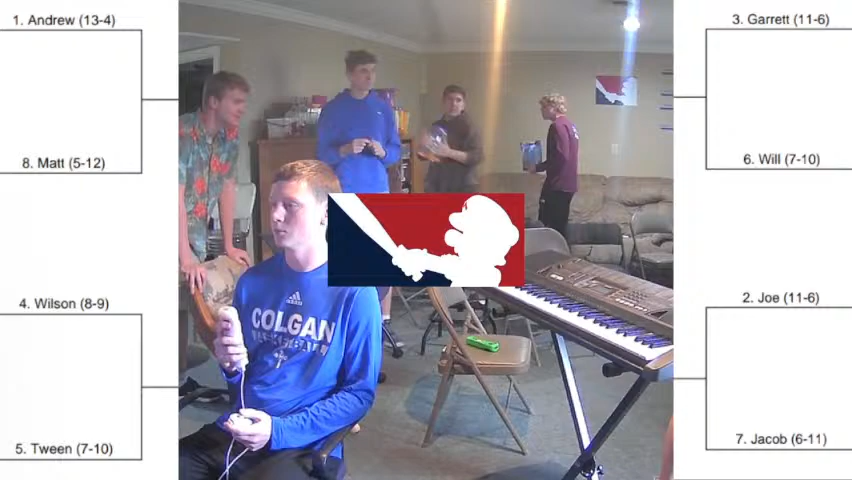 1. Andrew (13-4)
8. Matt (5-12)
4. Wilson (8-9)
5. Tween (7-10)
3. Garrett (11-6)
6. Will (7-10)
2. Joe (11-6)
7. Jacob (6-11)
COLGAN
BASKETBALL